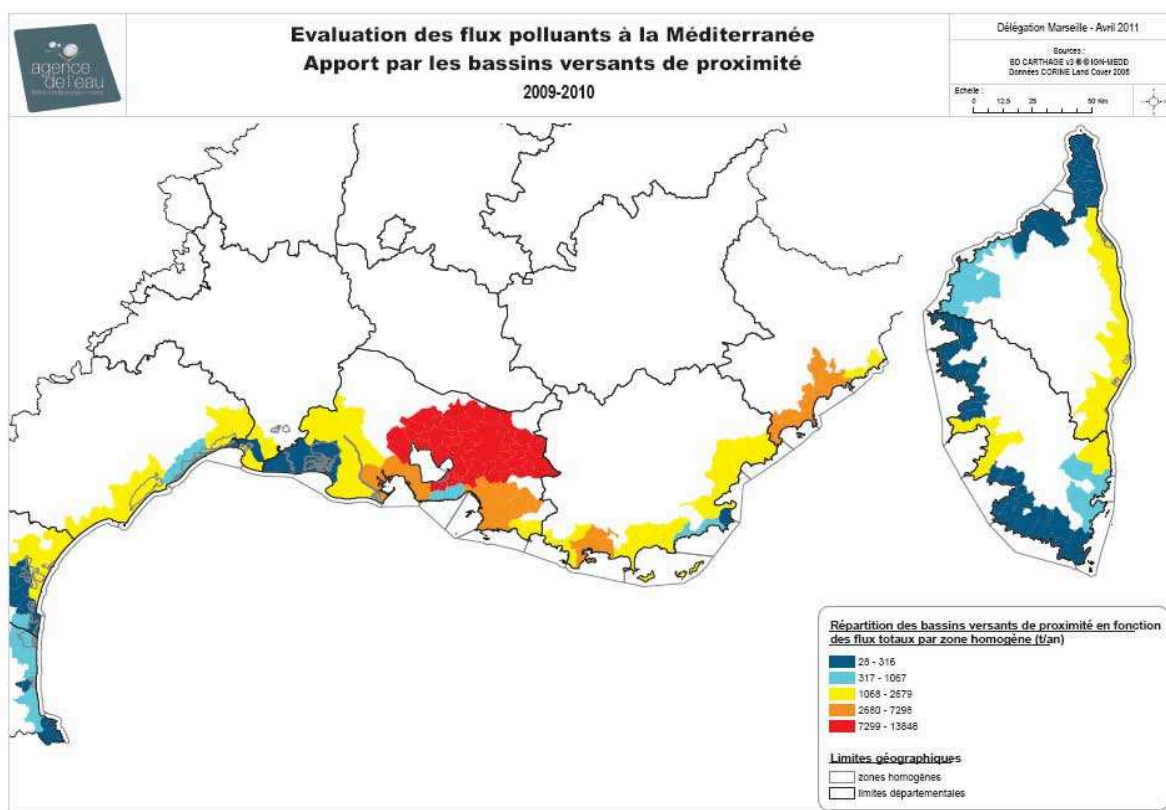 agence
de l'eau
Evaluation des flux polluants à la Méditerranée
Apport par les bassins versants de proximité
2009-2010
Délégation Marseille - Avril 2011
Sources :
BD CARTHAGE v3 ® © IGN-MEDD
Données CORINE Land Cover 2006
Echelle :
0 12,5 25 50 Km
Répartition des bassins versants de proximité en fonction
des flux totaux par zone homogène (t/an)
28 - 316
317 - 1067
1068 - 2679
2680 - 7298
7299 - 13848
Limites géographiques
zones homogènes
limites départementales